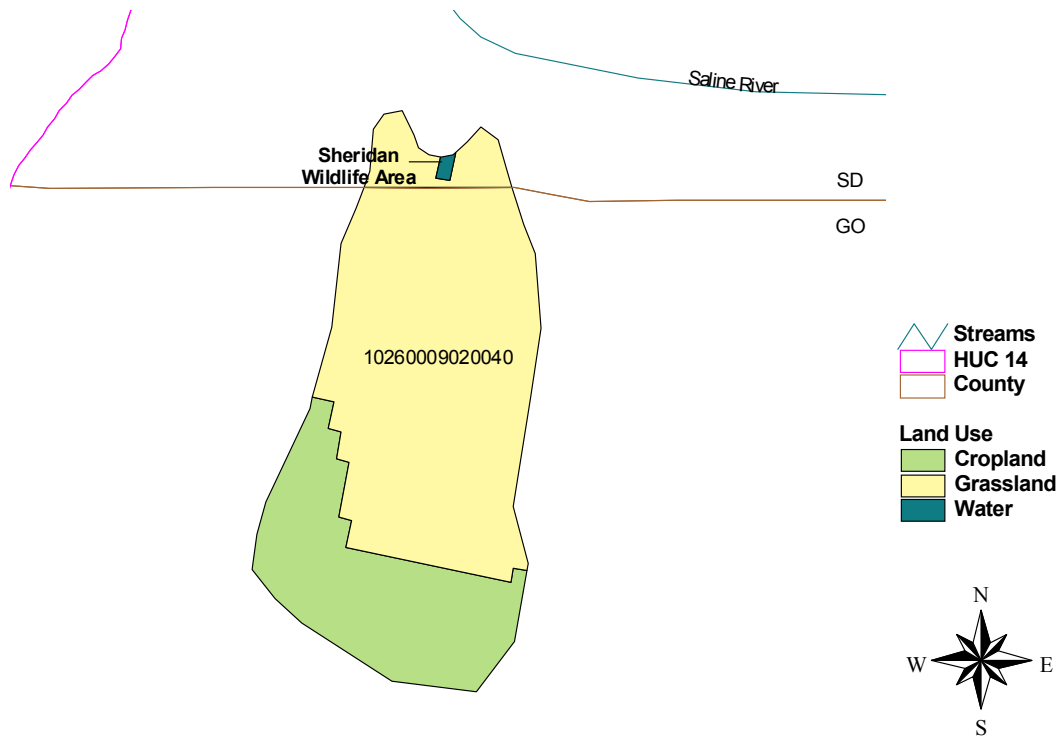 Saline River
Sheridan
Wildlife Area
SD
GO
10260009020040
Streams
HUC 14
County
Land Use
Cropland
Grassland
Water
N
W
E
S